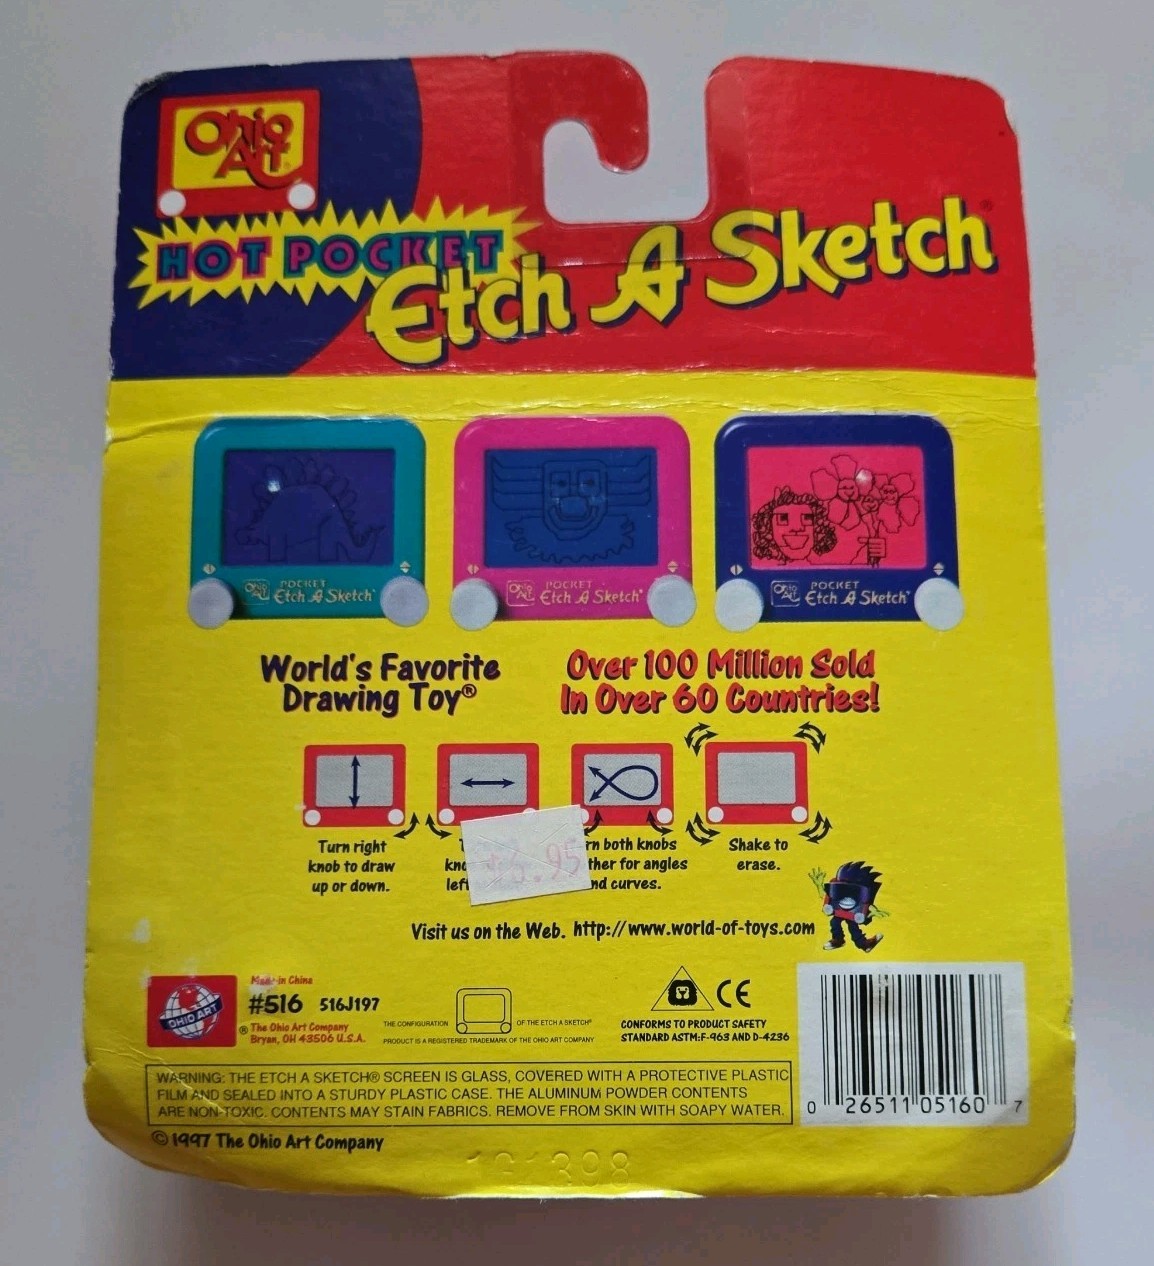 Ohio
Art
HOT POCKET
Etch A Sketch®
Ohio Art POCKET
Etch A Sketch®
Ohio Art POCKET
Etch A Sketch®
Ohio Art POCKET
Etch A Sketch®
World's Favorite
Drawing Toy®
Over 100 Million Sold
In Over 60 Countries!
Turn right
knob to draw
up or down.
left
both knobs
for angles
curves.
.95
Shake to
erase.
Visit us on the Web. http://www.world-of-toys.com
OHIO ART
®
Made in China
#516 516J197
The Ohio Art Company
Bryan, OH 43506 U.S.A.
THE CONFIGURATION OF THE ETCH A SKETCH®
PRODUCT IS A REGISTERED TRADEMARK OF THE OHIO ART COMPANY
CE
CONFORMS TO PRODUCT SAFETY
STANDARD ASTM:F-963 AND D-4236
WARNING: THE ETCH A SKETCH® SCREEN IS GLASS, COVERED WITH A PROTECTIVE PLASTIC
FILM AND SEALED INTO A STURDY PLASTIC CASE. THE ALUMINUM POWDER CONTENTS
ARE NON-TOXIC. CONTENTS MAY STAIN FABRICS. REMOVE FROM SKIN WITH SOAPY WATER.
0 26511 05160 7
© 1997 The Ohio Art Company